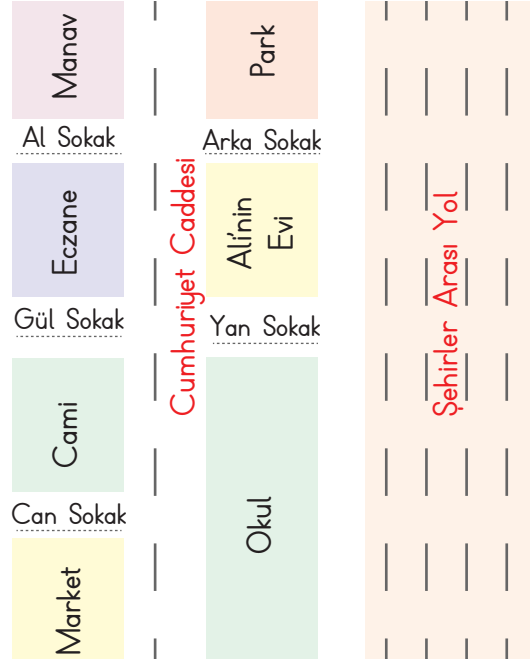 Manav
Park
Al Sokak
Arka Sokak
Eczane
Cumhuriyet Caddesi
Ali'nin
Evi
Şehirler Arası Yol
Gül Sokak
Yan Sokak
Cami
Okul
Can Sokak
Market